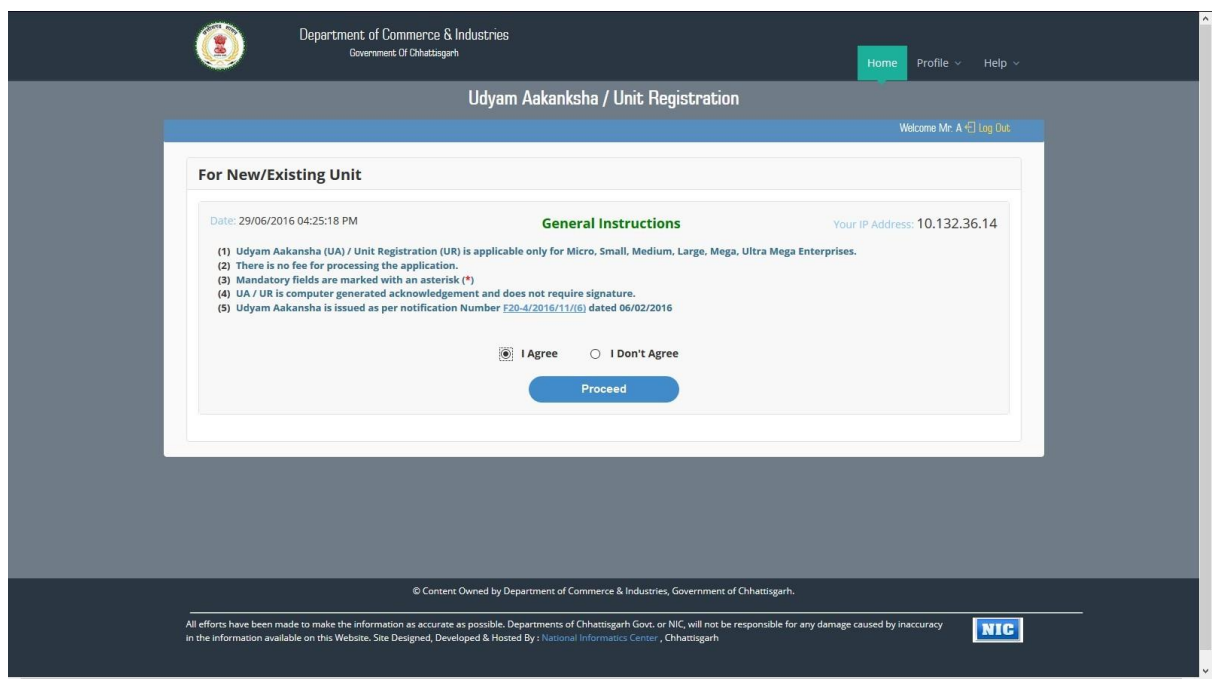 Department of Commerce & Industries
Government Of Chhattisgarh
Home Profile Help
Udyam Aakanksha / Unit Registration
Welcome Mr. A Log Out
For New/Existing Unit
Date: 29/06/2016 04:25:18 PM
General Instructions
Your IP Address: 10.132.36.14
(1) Udyam Aakansha (UA) / Unit Registration (UR) is applicable only for Micro, Small, Medium, Large, Mega, Ultra Mega Enterprises.
(2) There is no fee for processing the application.
(3) Mandatory fields are marked with an asterisk (*)
(4) UA / UR is computer generated acknowledgement and does not require signature.
(5) Udyam Aakansha is issued as per notification Number F20-4/2016/11/(6) dated 06/02/2016
I Agree I Don't Agree
Proceed
© Content Owned by Department of Commerce & Industries, Government of Chhattisgarh.
All efforts have been made to make the information as accurate as possible. Departments of Chhattisgarh Govt. or NIC, will not be responsible for any damage caused by inaccuracy
in the information available on this Website. Site Designed, Developed & Hosted By : National Informatics Center , Chhattisgarh
NIC